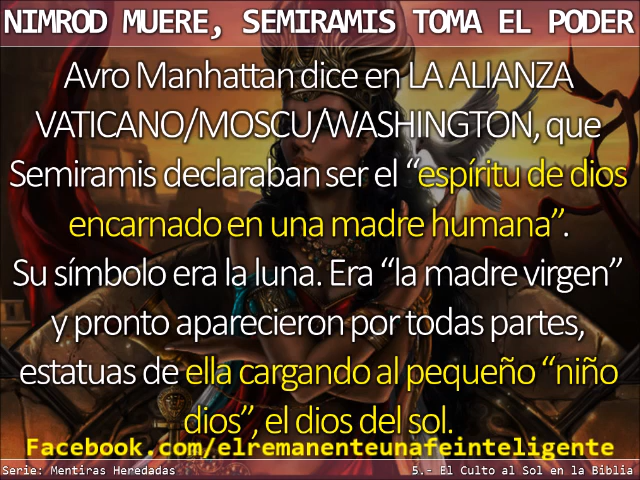 NIMROD MUERE, SEMIRAMIS TOMA EL PODER
Avro Manhattan dice en LA ALIANZA
VATICANO/MOSCU/WASHINGTON, que
Semiramis declaraban ser el “espíritu de dios
encarnado en una madre humana”.
Su símbolo era la luna. Era “la madre virgen”
y pronto aparecieron por todas partes,
estatuas de ella cargando al pequeño “niño
dios”, el dios del sol.
Facebook.com/elremanenteunafeinteligente
Serie: Mentiras Heredadas
5.- El Culto al Sol en la Biblia